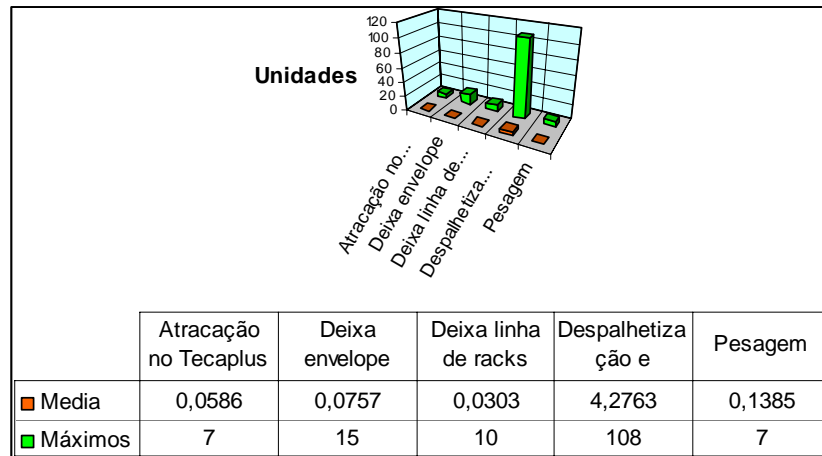 120
100
80
60
40
20
0
Unidades
Atracação no...
Deixa envelope
Deixa linha de...
Despalhetiza...
Pesagem
Atracação no Tecaplus Deixa envelope Deixa linha de racks Despalhetiza ção e Pesagem
Media 0,0586 0,0757 0,0303 4,2763 0,1385
Máximos 7 15 10 108 7